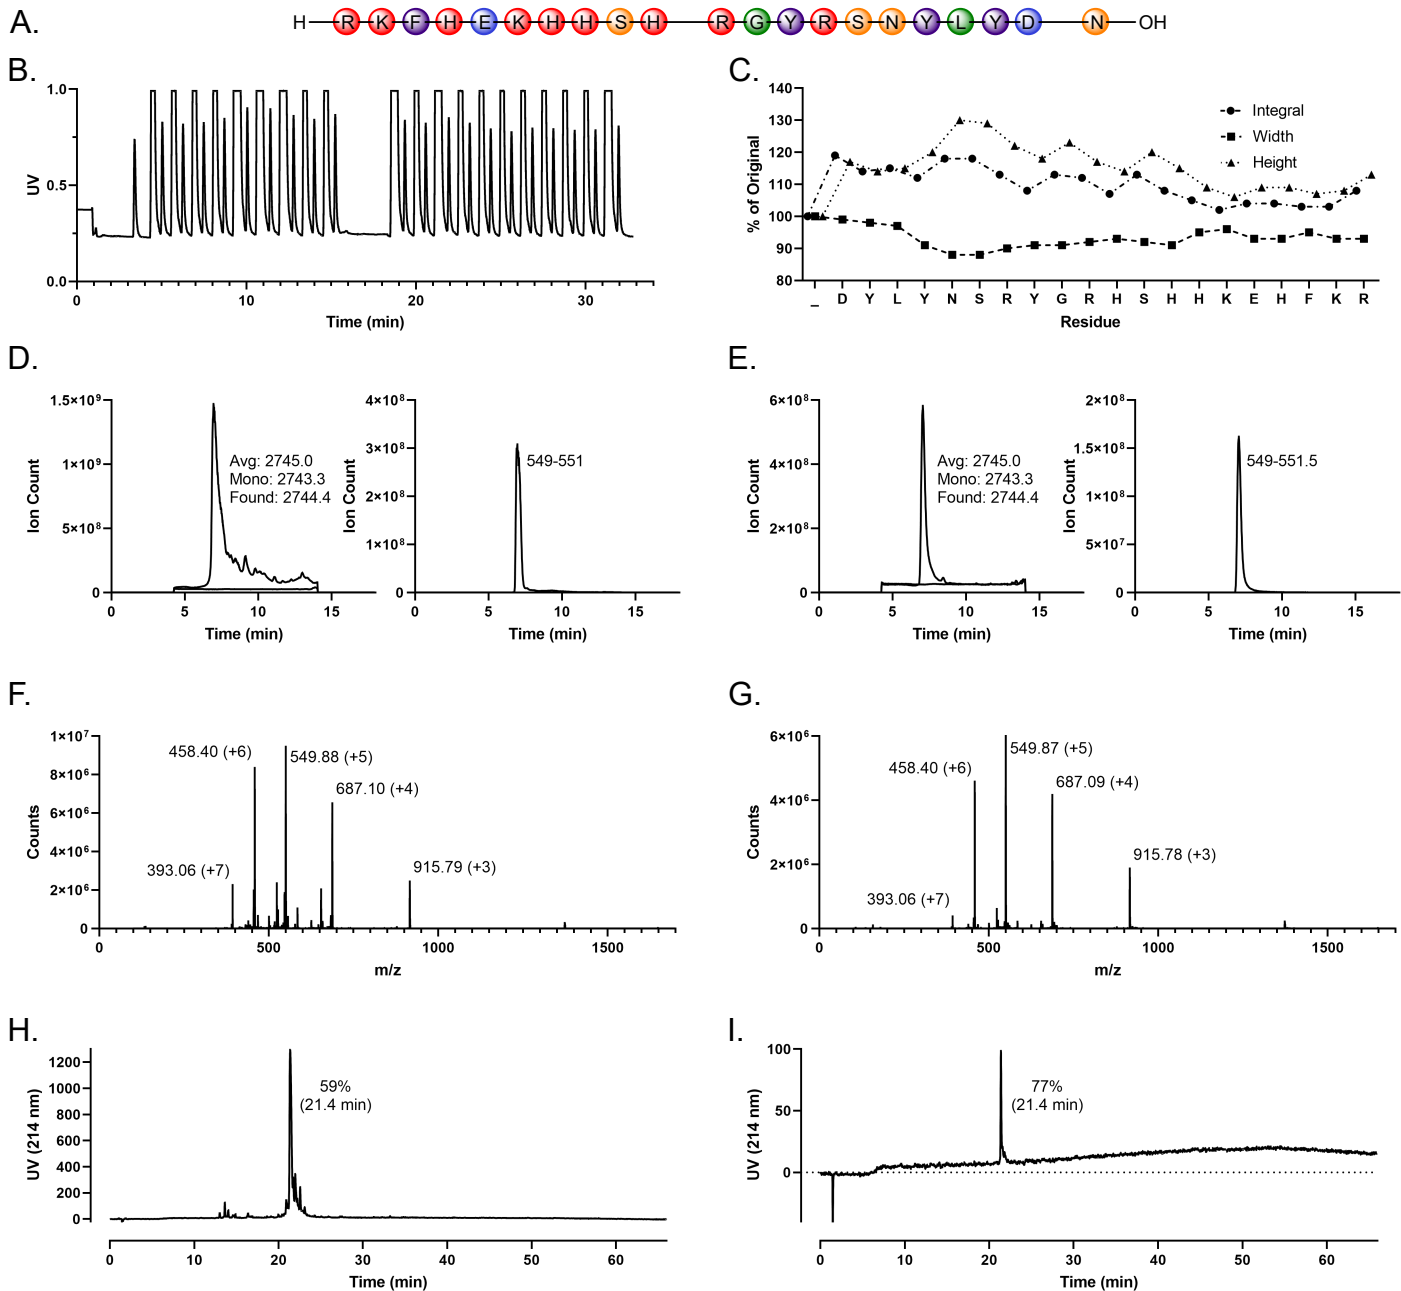 A.
H R K F H E K H H S H R G Y R S N Y L Y D N OH
B.
1.0
0.5
0.0
UV
0 10 20 30
Time (min)
C.
140
130
120
110
100
90
80
% of Original
Integral
Width
Height
_ D Y L Y N S R Y G R H S H H K E H F K R
Residue
D.
1.5×10⁹
1×10⁹
5×10⁸
0
Ion Count
Avg: 2745.0
Mono: 2743.3
Found: 2744.4
0 5 10 15
Time (min)
4×10⁸
3×10⁸
2×10⁸
1×10⁸
0
Ion Count
549-551
0 5 10 15
Time (min)
E.
6×10⁸
4×10⁸
2×10⁸
0
Ion Count
Avg: 2745.0
Mono: 2743.3
Found: 2744.4
0 5 10 15
Time (min)
2×10⁸
1.5×10⁸
1×10⁸
5×10⁷
0
Ion Count
549-551.5
0 5 10 15
Time (min)
F.
1×10⁷
8×10⁶
6×10⁶
4×10⁶
2×10⁶
0
Counts
458.40 (+6)
549.88 (+5)
687.10 (+4)
393.06 (+7)
915.79 (+3)
0 500 1000 1500
m/z
G.
6×10⁶
4×10⁶
2×10⁶
0
Counts
549.87 (+5)
458.40 (+6)
687.09 (+4)
915.78 (+3)
393.06 (+7)
0 500 1000 1500
m/z
H.
1200
1000
800
600
400
200
0
UV (214 nm)
59%
(21.4 min)
0 10 20 30 40 50 60
Time (min)
I.
100
50
0
UV (214 nm)
77%
(21.4 min)
0 10 20 30 40 50 60
Time (min)